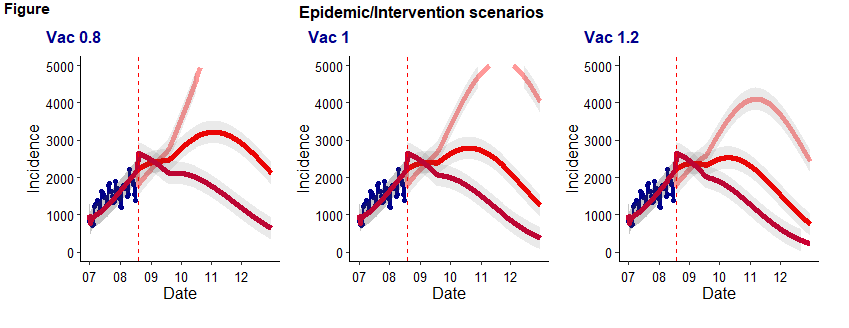 Figure
Epidemic/Intervention scenarios
Vac 0.8
Incidence
5000
4000
3000
2000
1000
0
07 08 09 10 11 12
Date
Vac 1
Incidence
5000
4000
3000
2000
1000
0
07 08 09 10 11 12
Date
Vac 1.2
Incidence
5000
4000
3000
2000
1000
0
07 08 09 10 11 12
Date